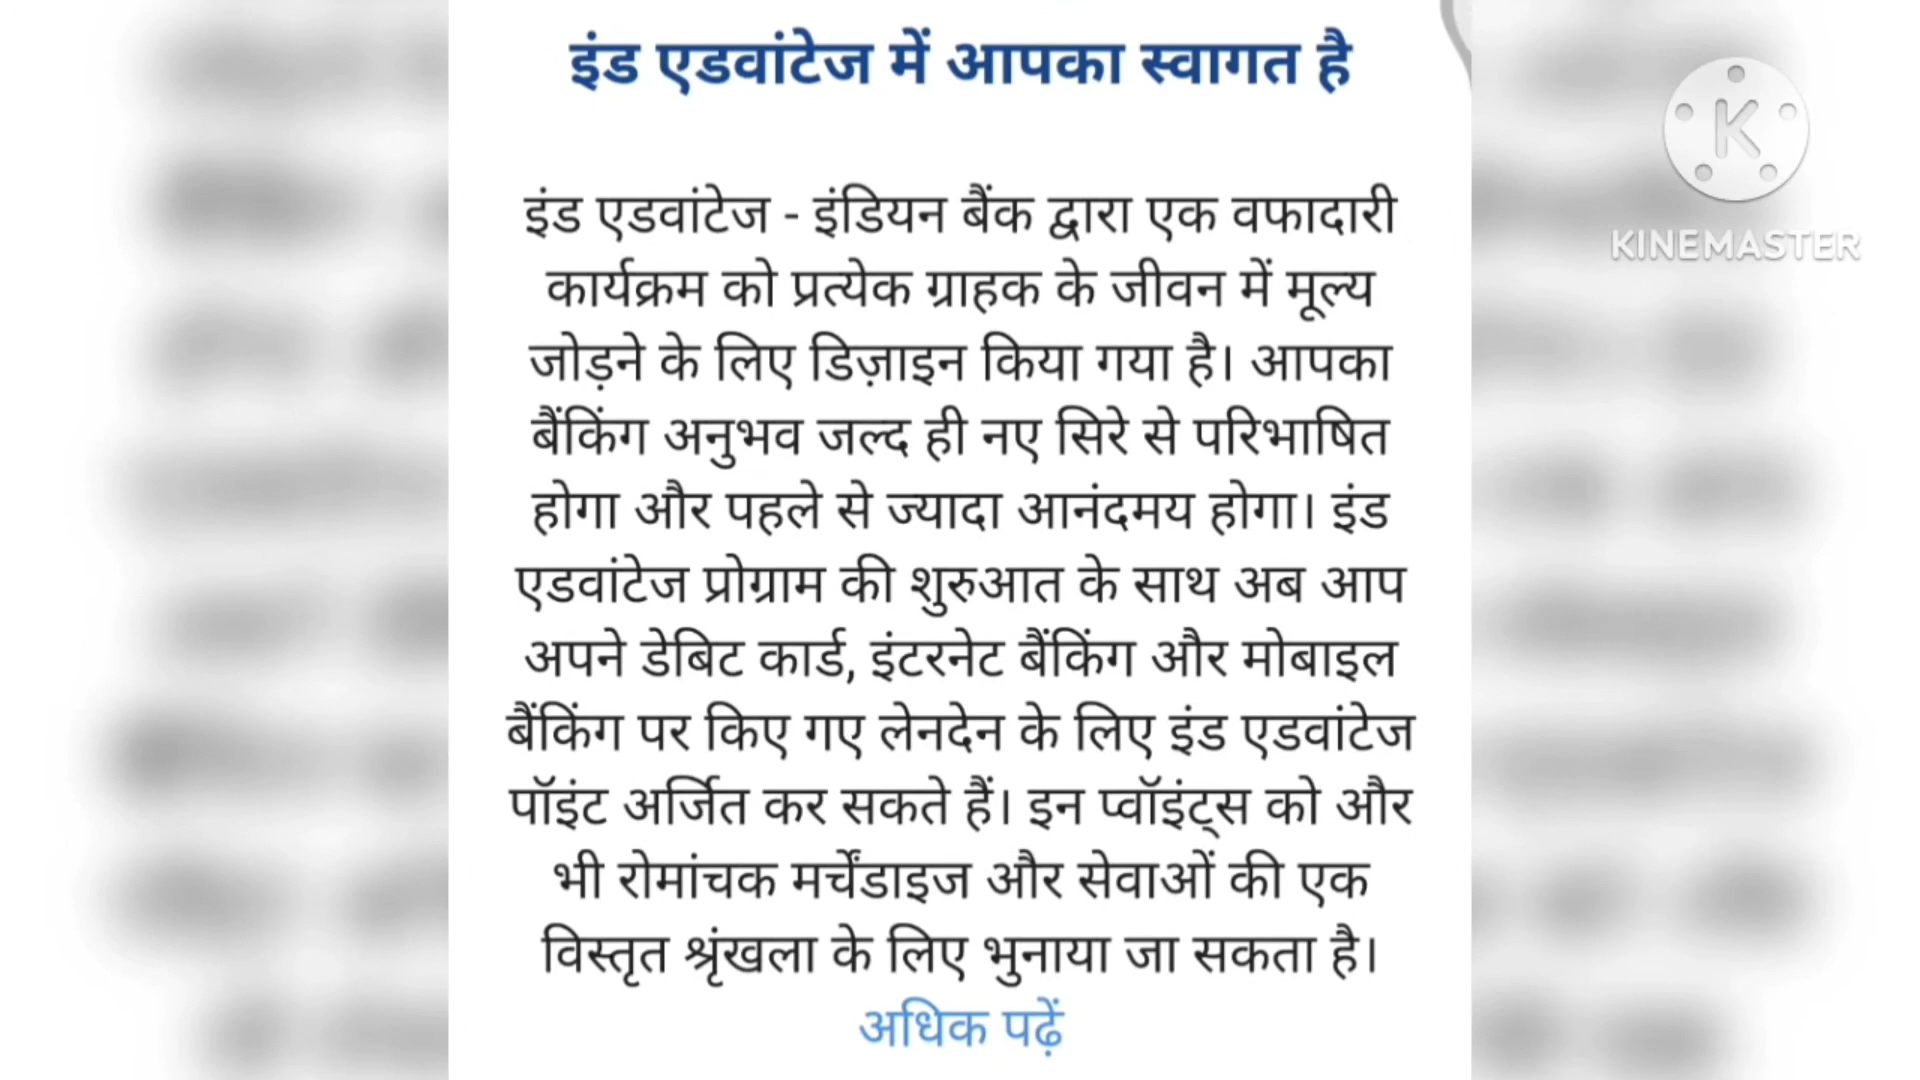 इंड एडवांटेज में आपका स्वागत है
इंड एडवांटेज - इंडियन बैंक द्वारा एक वफादारी
कार्यक्रम को प्रत्येक ग्राहक के जीवन में मूल्य
जोड़ने के लिए डिज़ाइन किया गया है। आपका
बैंकिंग अनुभव जल्द ही नए सिरे से परिभाषित
होगा और पहले से ज्यादा आनंदमय होगा। इंड
एडवांटेज प्रोग्राम की शुरुआत के साथ अब आप
अपने डेबिट कार्ड, इंटरनेट बैंकिंग और मोबाइल
बैंकिंग पर किए गए लेनदेन के लिए इंड एडवांटेज
पॉइंट अर्जित कर सकते हैं। इन प्वॉइंट्स को और
भी रोमांचक मर्चेंडाइज और सेवाओं की एक
विस्तृत श्रृंखला के लिए भुनाया जा सकता है।
अधिक पढ़ें
K
KINEMASTER